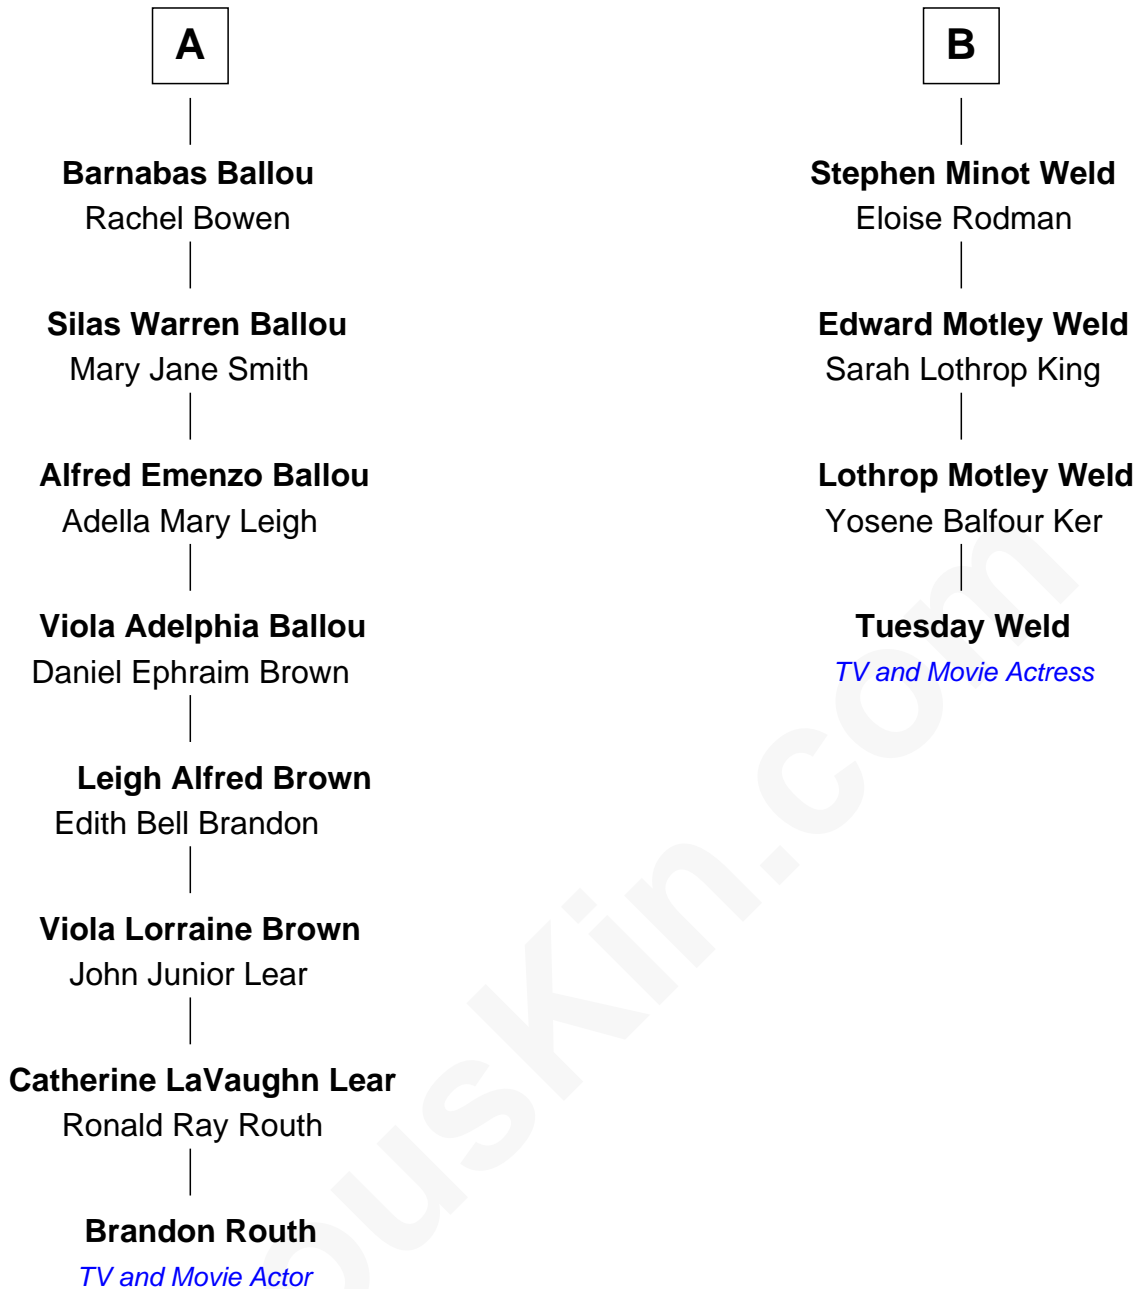 A
Barnabas Ballou
Rachel Bowen
Silas Warren Ballou
Mary Jane Smith
Alfred Emenzo Ballou
Adella Mary Leigh
Viola Adelphia Ballou
Daniel Ephraim Brown
Leigh Alfred Brown
Edith Bell Brandon
Viola Lorraine Brown
John Junior Lear
Catherine LaVaughn Lear
Ronald Ray Routh
Brandon Routh
TV and Movie Actor
B
Stephen Minot Weld
Eloise Rodman
Edward Motley Weld
Sarah Lothrop King
Lothrop Motley Weld
Yosene Balfour Ker
Tuesday Weld
TV and Movie Actress
ousKin.com